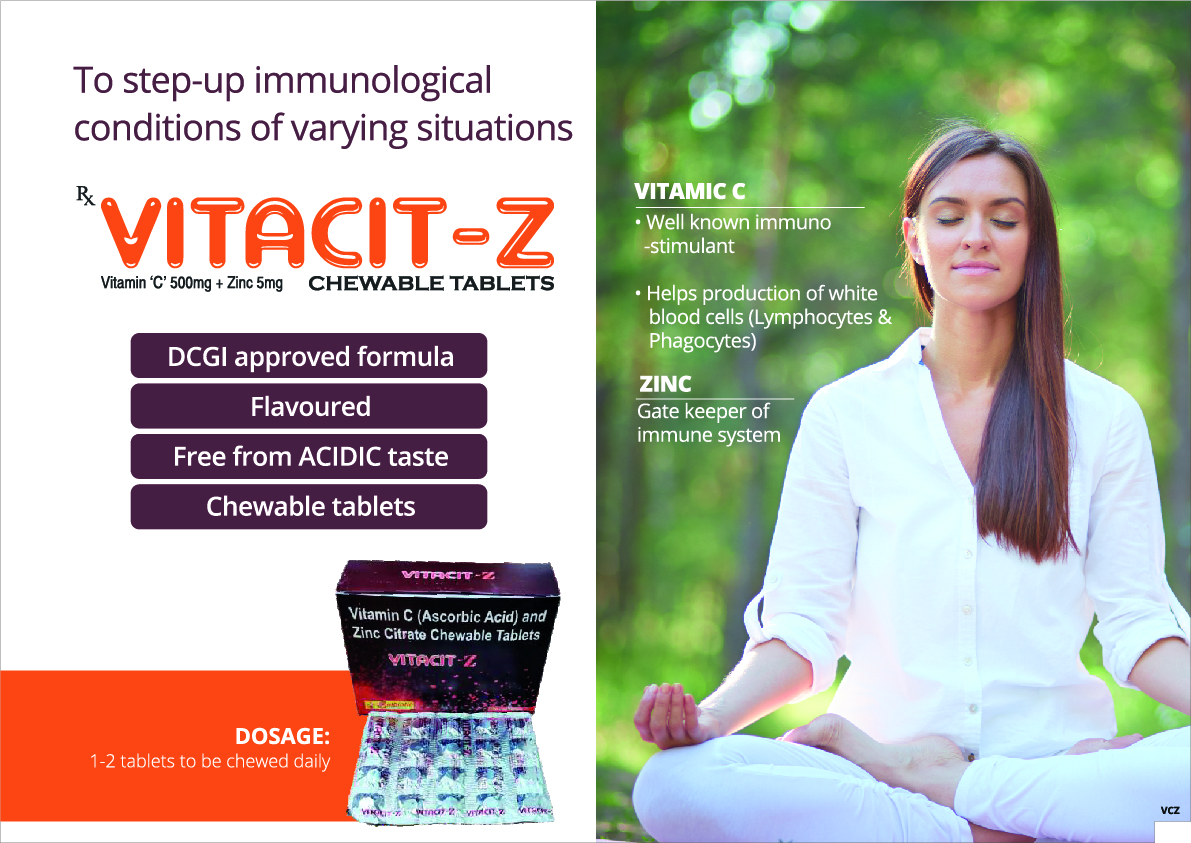 To step-up immunological
conditions of varying situations
Rx
VITACIT-Z
Vitamin ‘C’ 500mg + Zinc 5mg CHEWABLE TABLETS
DCGI approved formula
Flavoured
Free from ACIDIC taste
Chewable tablets
VITACIT-Z
Vitamin C (Ascorbic Acid) and
Zinc Citrate Chewable Tablets
VITACIT-Z
VITACIT-Z VITACIT-Z VITACIT-Z
DOSAGE:
1-2 tablets to be chewed daily
VITAMIC C
• Well known immuno
-stimulant
• Helps production of white
blood cells (Lymphocytes &
Phagocytes)
ZINC
Gate keeper of
immune system
VCZ